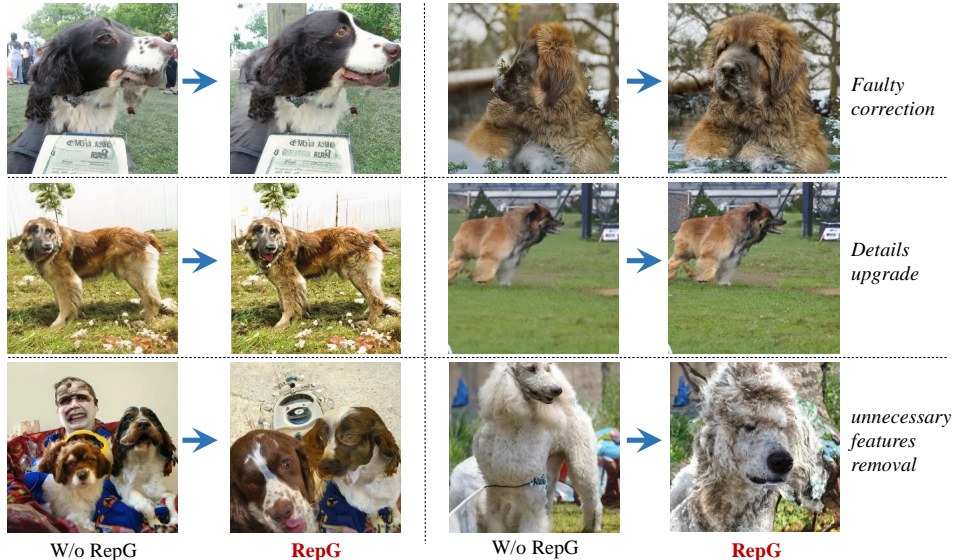 Faulty
correction
Details
upgrade
unnecessary
features
removal
W/o RepG
RepG
W/o RepG
RepG